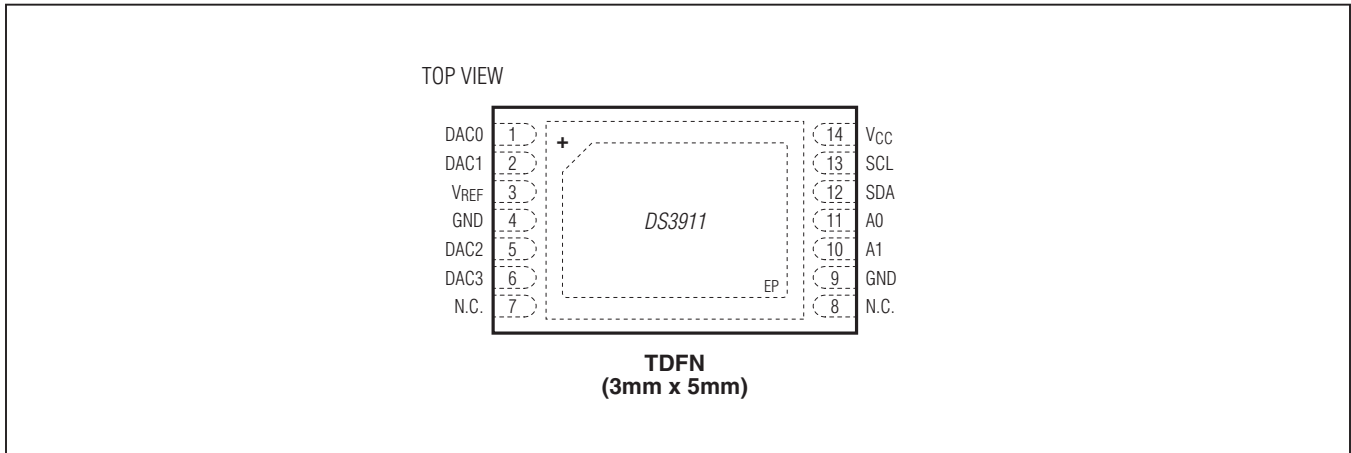 TOP VIEW
DAC0 1 + 14 VCC
DAC1 2 13 SCL
VREF 3 12 SDA
GND 4 DS3911 11 A0
DAC2 5 10 A1
DAC3 6 EP 9 GND
N.C. 7 8 N.C.
TDFN
(3mm x 5mm)